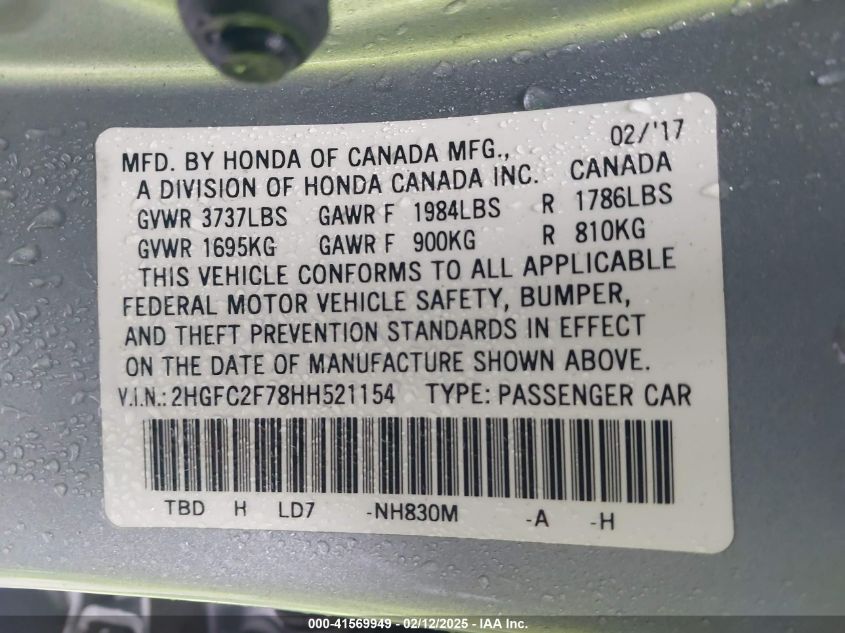 02/'17
MFD. BY HONDA OF CANADA MFG.,
A DIVISION OF HONDA CANADA INC. CANADA
GVWR 3737LBS GAWR F 1984LBS R 1786LBS
GVWR 1695KG GAWR F 900KG R 810KG
THIS VEHICLE CONFORMS TO ALL APPLICABLE
FEDERAL MOTOR VEHICLE SAFETY, BUMPER,
AND THEFT PREVENTION STANDARDS IN EFFECT
ON THE DATE OF MANUFACTURE SHOWN ABOVE.
V.I.N.: 2HGFC2F78HH521154 TYPE: PASSENGER CAR
TBD H LD7 -NH830M -A -H
000-41569949 - 02/12/2025 - IAA Inc.